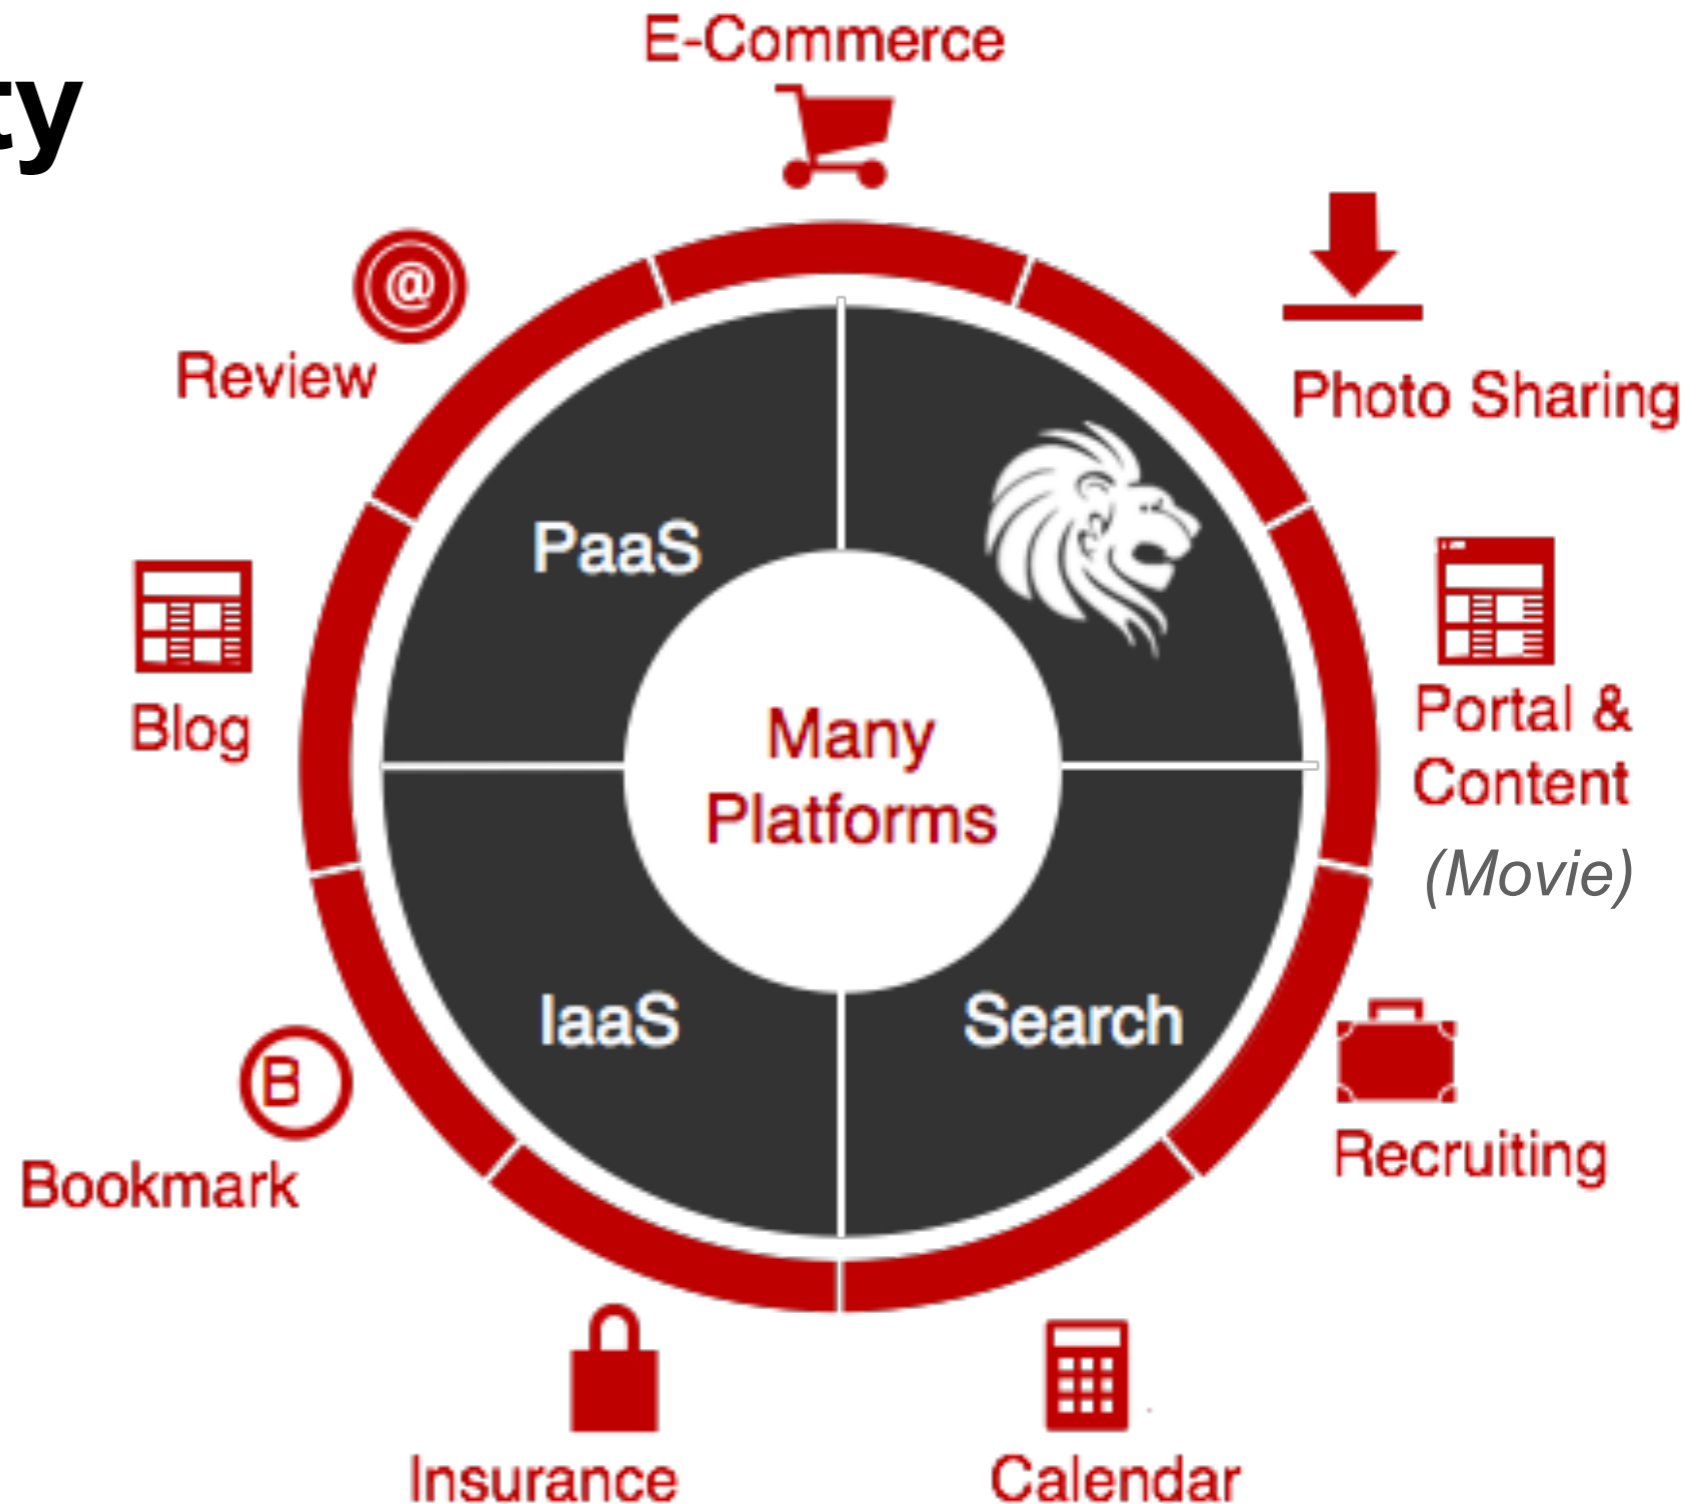 ty
E-Commerce
@
Review
Photo Sharing
PaaS
Blog
Many
Platforms
Portal &
Content
(Movie)
IaaS
Search
B
Bookmark
Recruiting
Insurance
Calendar